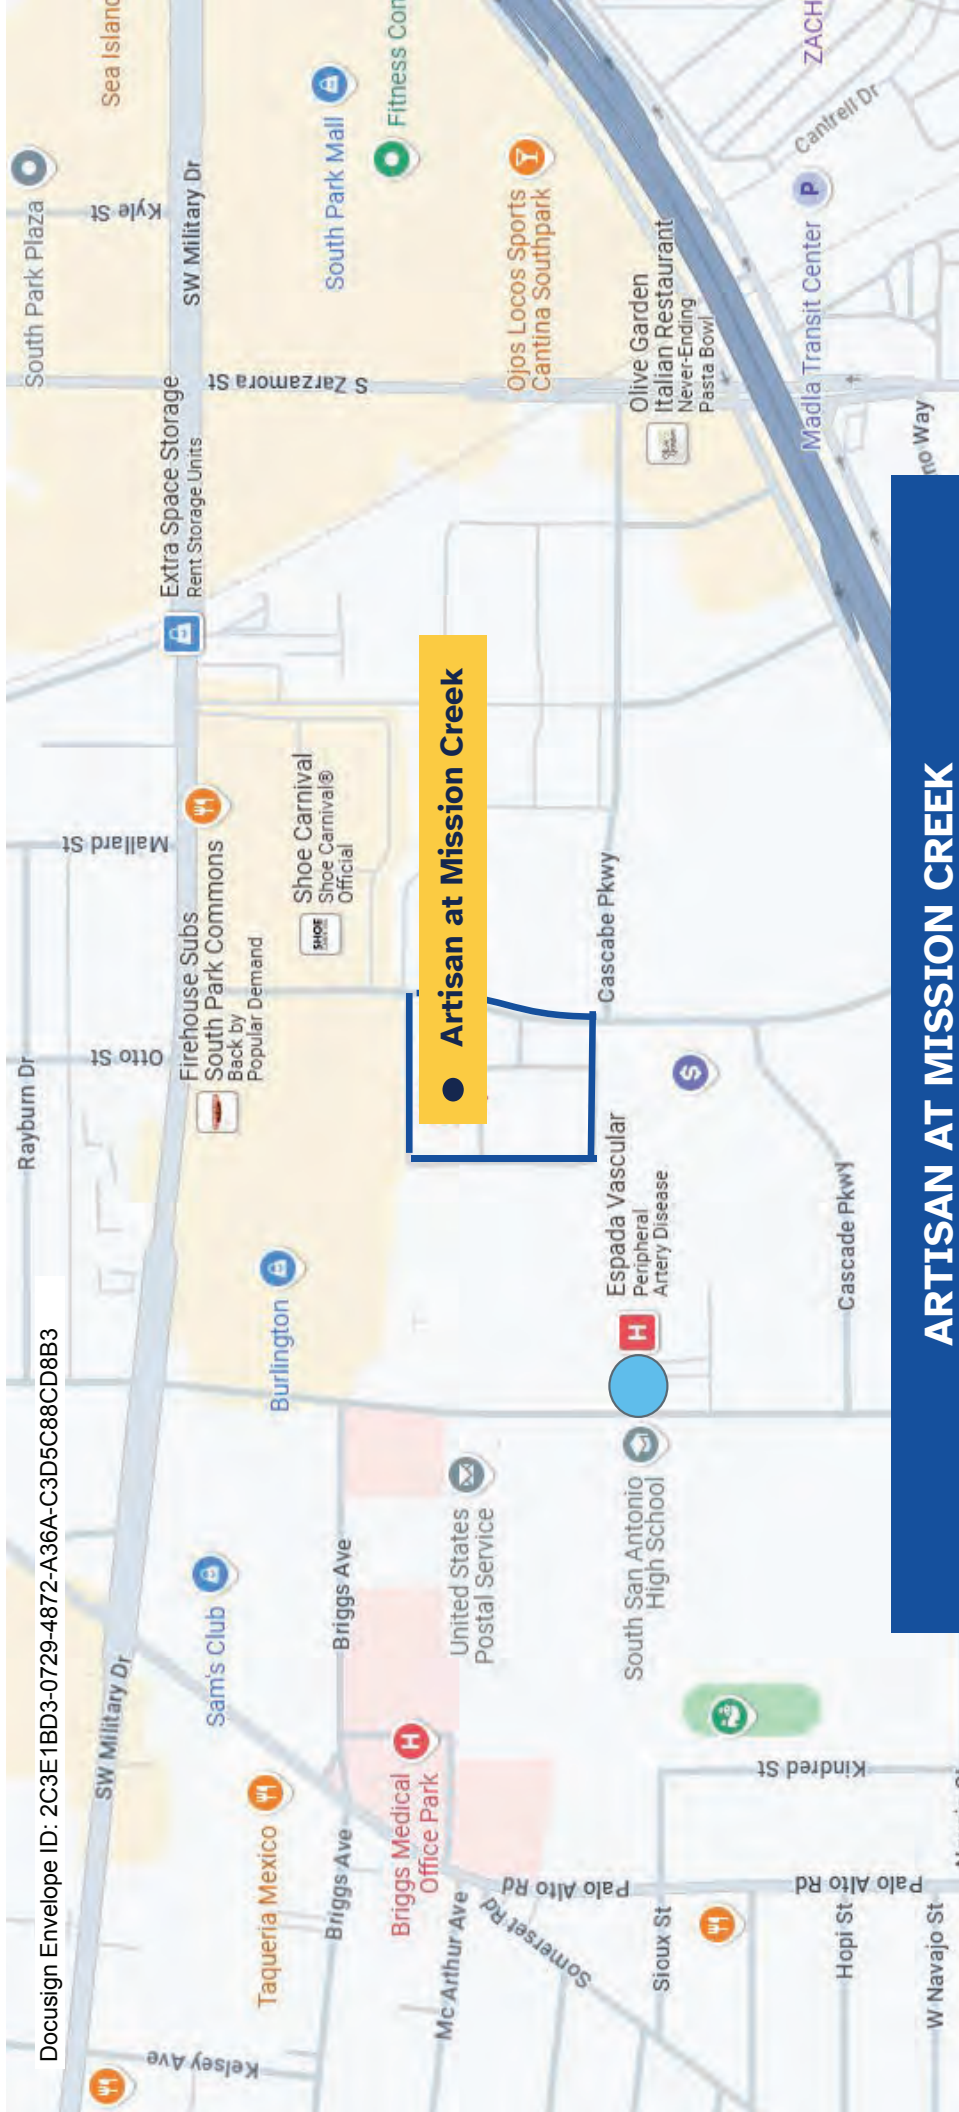 Docusign Envelope ID: 2C3E1BD3-0729-4872-A36A-C3D5C88CD8B3
Kelsey Ave
SW Military Dr
Rayburn Dr
Otto St
Mallard St
South Park Plaza
Kyle St
Sea Island
SW Military Dr
Extra Space Storage
Rent Storage Units
Firehouse Subs
South Park Commons
Back by
Popular Demand
Sam's Club
Taqueria Mexico
Burlington
Shoe Carnival
Shoe Carnival®
Official
SHOE
S Zarzamora St
South Park Mall
Fitness Con
Briggs Ave
Briggs Ave
Briggs Medical
Office Park
Mc Arthur Ave
United States
Postal Service
Artisan at Mission Creek
Ojos Locos Sports
Cantina Southpark
Somerset Rd
Palo Alto Rd
Sioux St
South San Antonio
High School
Espada Vascular
Peripheral
Artery Disease
Cascabe Pkwy
Olive Garden
Italian Restaurant
Never-Ending
Pasta Bowl
Kindred St
Palo Alto Rd
Hopi St
Cascade Pkwy
Madla Transit Center
Cantrell Dr
ZACH
W Navajo St
no Way
ARTISAN AT MISSION CREEK